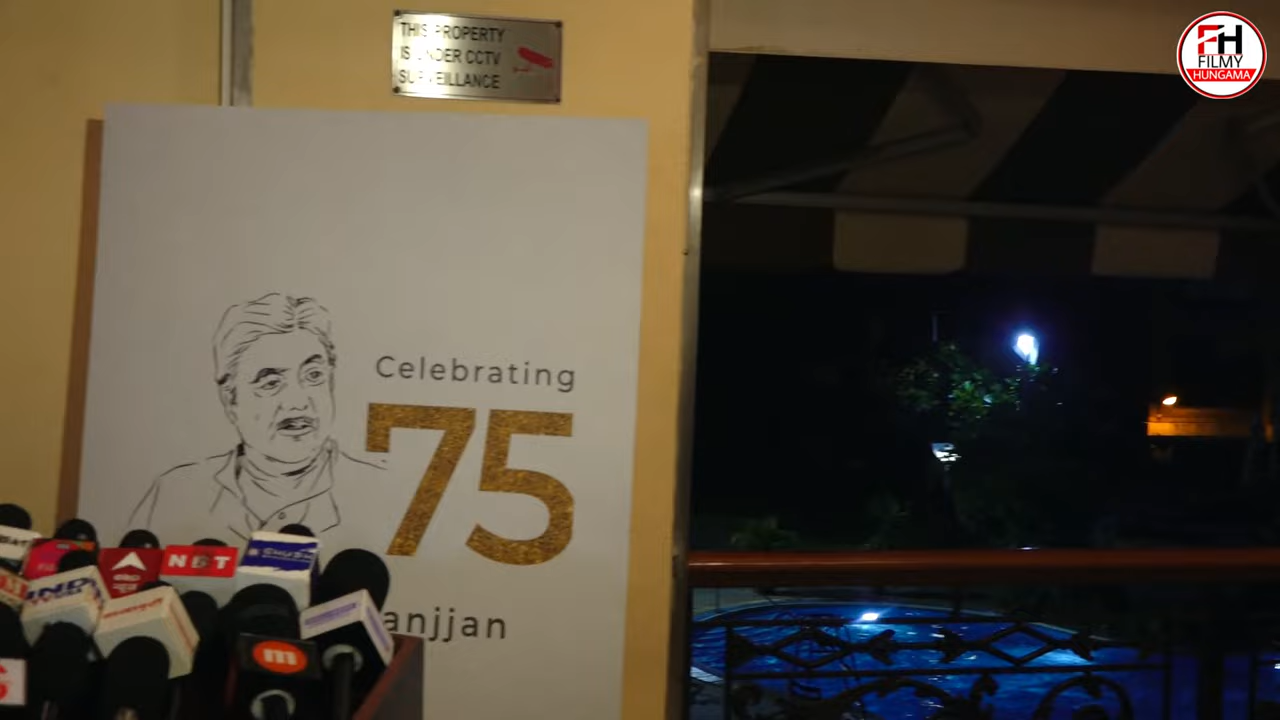 THIS PROPERTY
IS UNDER CCTV
SURVEILLANCE
FH
FILMY
HUNGAMA
Celebrating
75
anjjan
NBT
m